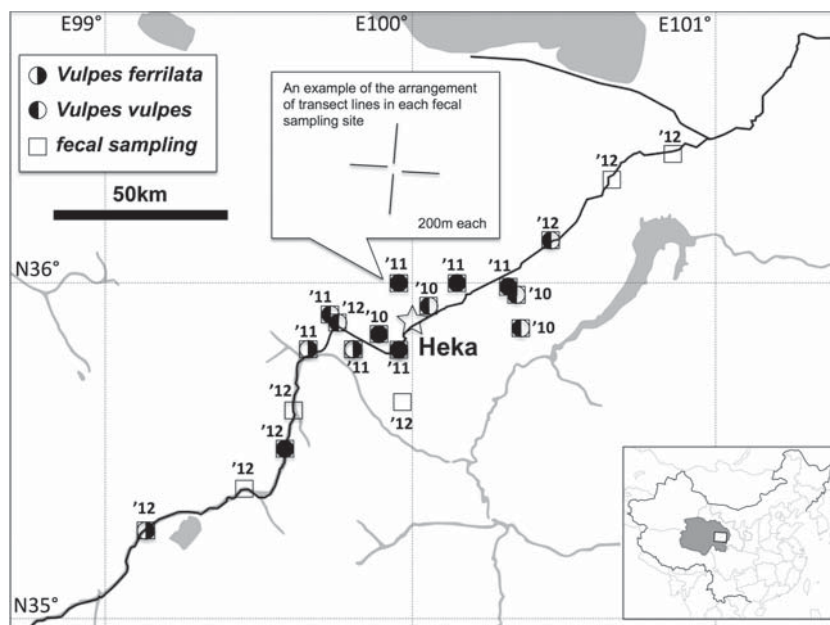 E99°
E100°
E101°
Vulpes ferrilata
Vulpes vulpes
fecal sampling
50km
An example of the arrangement
of transect lines in each fecal
sampling site
200m each
'12
'12
'12
N36°
'11
'11
'11
'10
'10
'11
'12
'10
'10
'11
'11
'11
Heka
'12
'12
'12
'12
'12
N35°